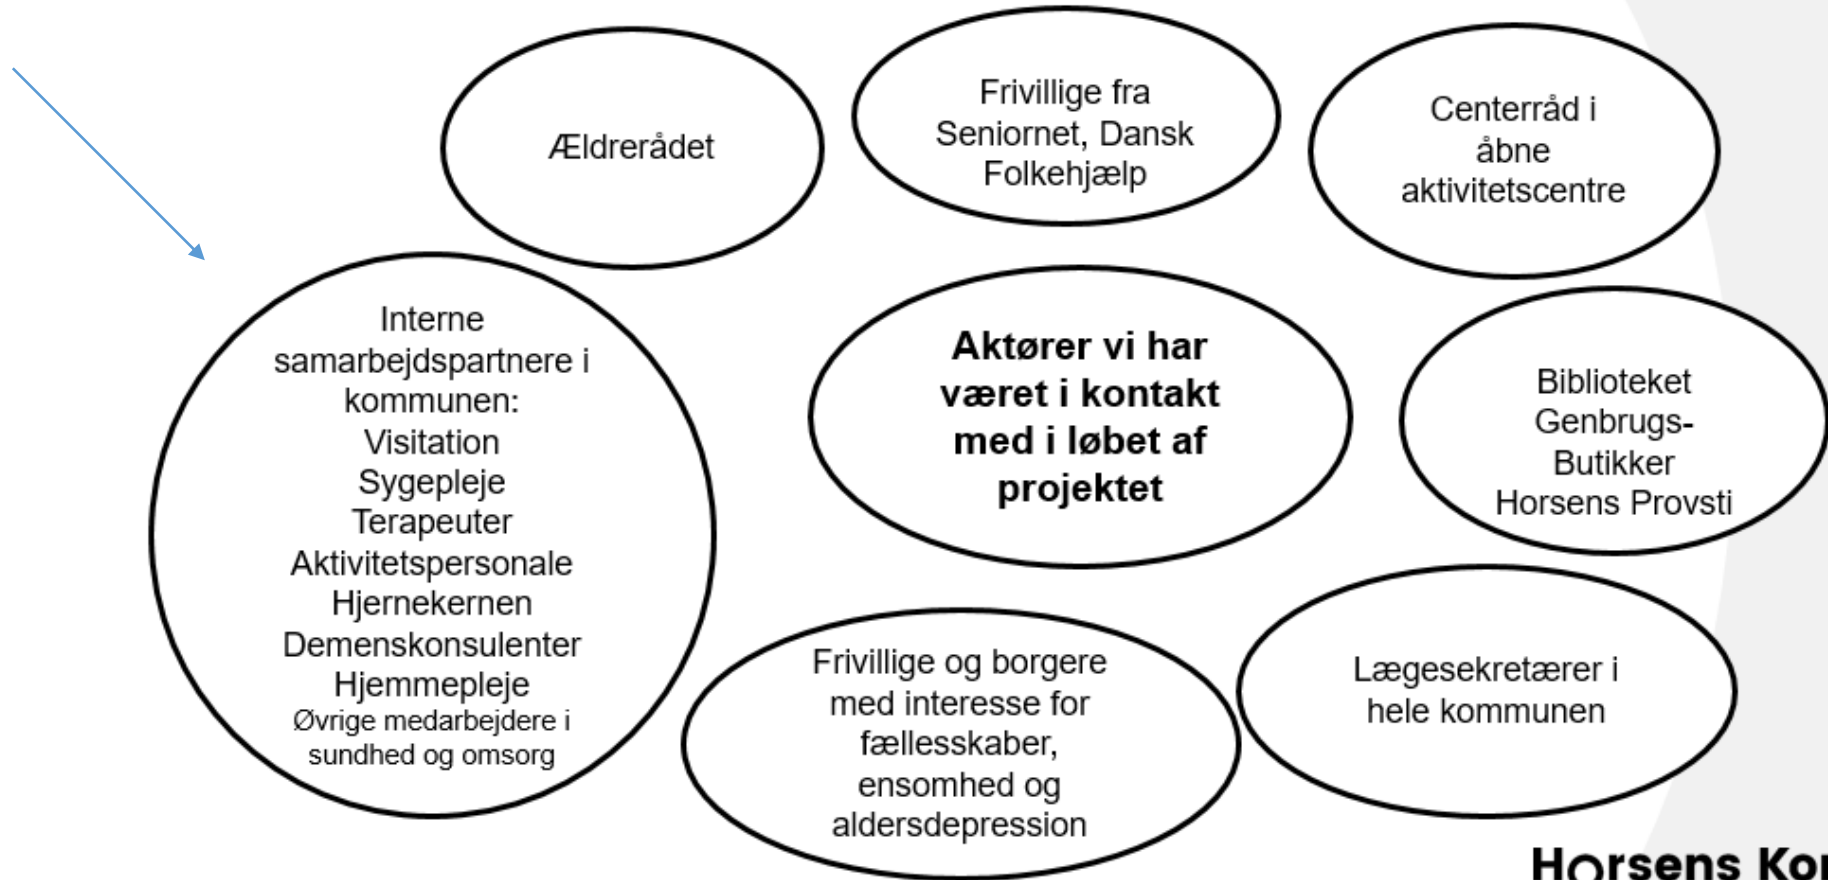 Ældrerådet
Frivillige fra
Seniornet, Dansk
Folkehjælp
Centerråd i
åbne
aktivitetscentre
Interne
samarbejdspartnere i
kommunen:
Visitation
Sygepleje
Terapeuter
Aktivitetspersonale
Hjernekernen
Demenskonsulenter
Hjemmepleje
Øvrige medarbejdere i
sundhed og omsorg
Aktører vi har
været i kontakt
med i løbet af
projektet
Biblioteket
Genbrugs-
Butikker
Horsens Provsti
Frivillige og borgere
med interesse for
fællesskaber,
ensomhed og
aldersdepression
Lægesekretærer i
hele kommunen
Horsens